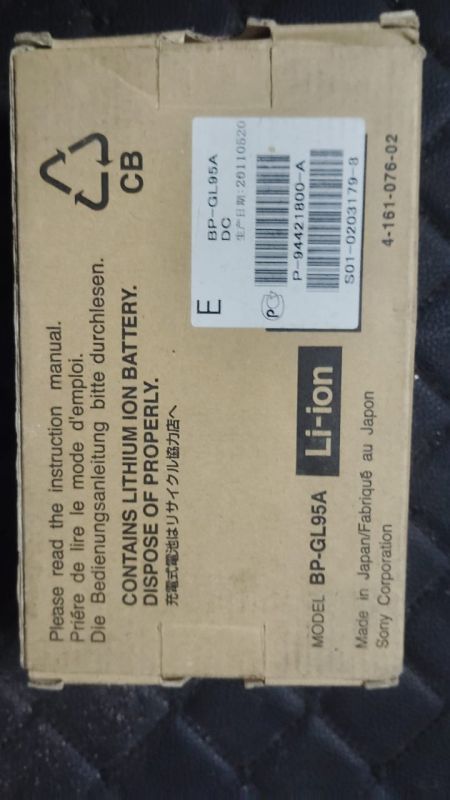 Please read the instruction manual.
Priére de lire le mode d'emploi.
Die Bedienungsanleitung bitte durchlesen.
CONTAINS LITHIUM ION BATTERY.
DISPOSE OF PROPERLY.
充電式電池はリサイクル協力店へ
CB
E
BP-GL95A
DC
生产日期:20110520
P-94421800-A
S01-0203179-8
4-161-076-02
MODEL BP-GL95A Li-ion
Made in Japan/Fabriqué au Japon
Sony Corporation